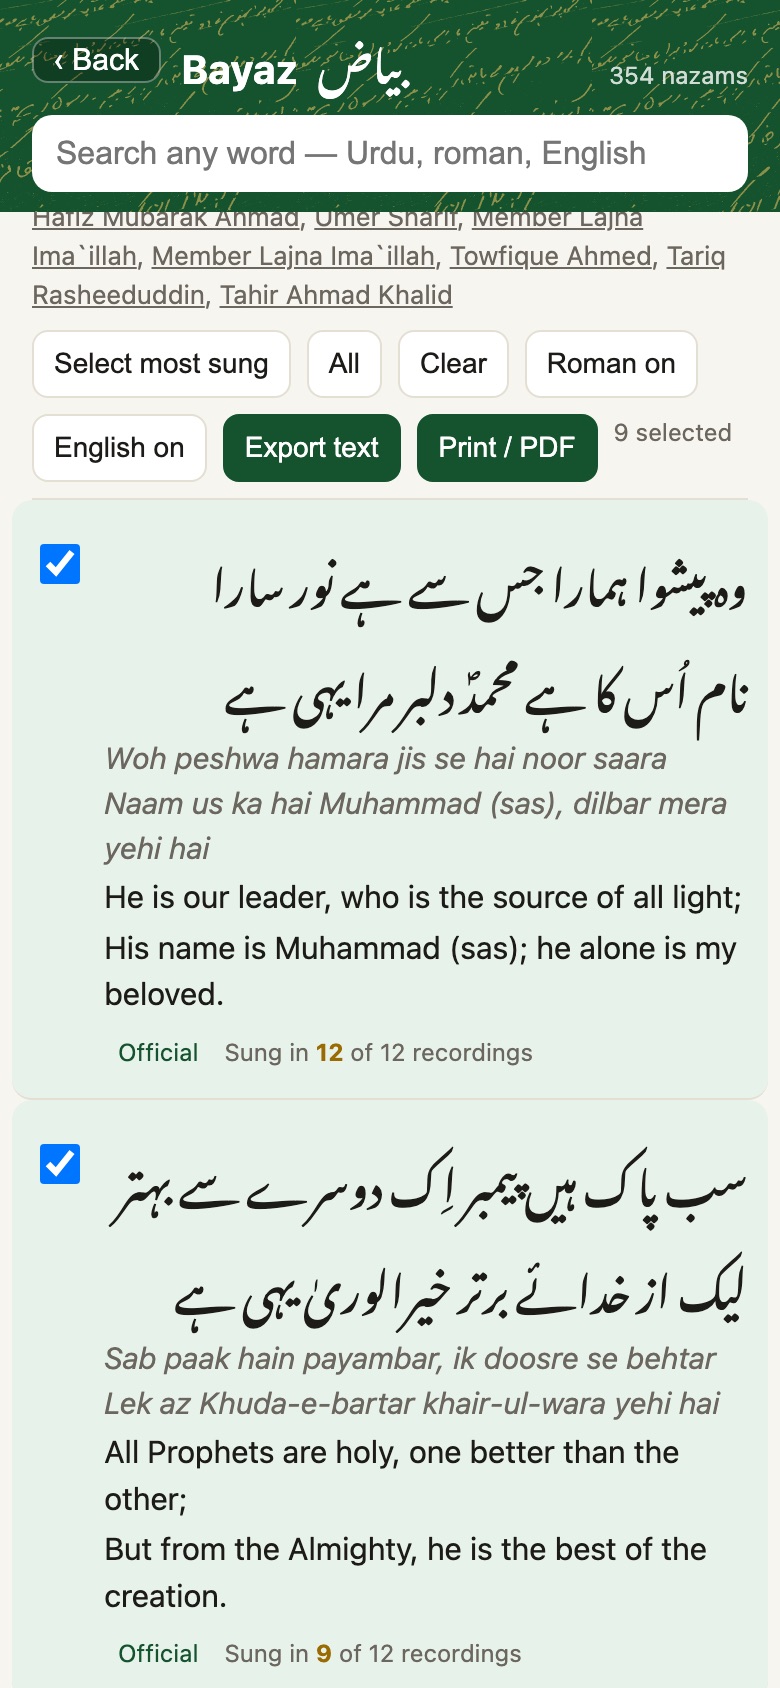 ‹ Back
Bayaz بیاض
354 nazams
Search any word — Urdu, roman, English
Hafiz Mubarak Ahmad, Umer Sharif, Member Lajna
Ima`illah, Member Lajna Ima`illah, Towfique Ahmed, Tariq
Rasheeduddin, Tahir Ahmad Khalid
Select most sung
All
Clear
Roman on
English on
Export text
Print / PDF
9 selected
وہ پیشوا ہمارا جس سے ہے نور سارا
نام اُس کا ہے محمدؐ دلبر مرا یہی ہے
Woh peshwa hamara jis se hai noor saara
Naam us ka hai Muhammad (sas), dilbar mera
yehi hai
He is our leader, who is the source of all light;
His name is Muhammad (sas); he alone is my
beloved.
Official
Sung in 12 of 12 recordings
سب پاک ہیں پیمبر اِک دوسرے سے بہتر
لیک از خدائے برتر خیرالوریٰ یہی ہے
Sab paak hain payambar, ik doosre se behtar
Lek az Khuda-e-bartar khair-ul-wara yehi hai
All Prophets are holy, one better than the
other;
But from the Almighty, he is the best of the
creation.
Official
Sung in 9 of 12 recordings